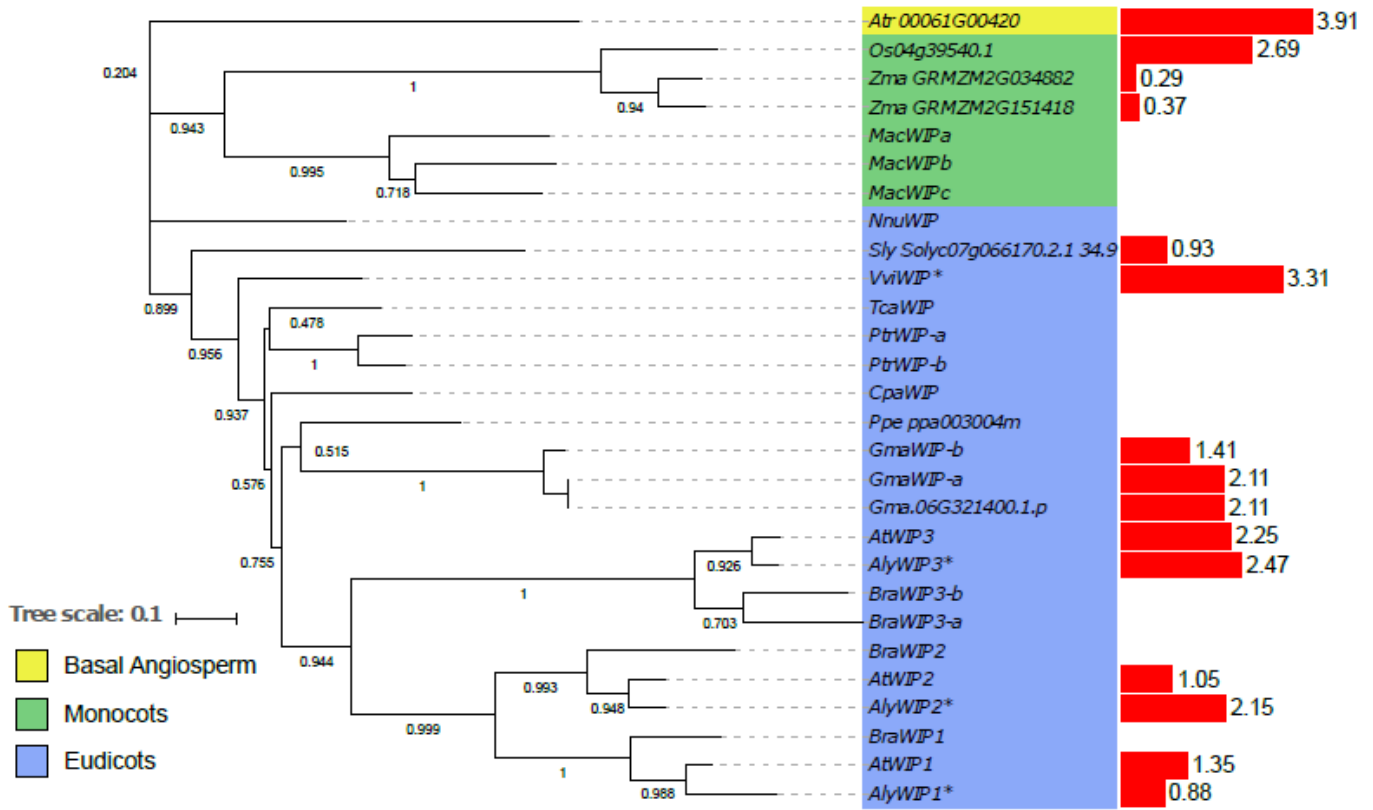 Atr 00061G00420 3.91
Os04g39540.1 2.69
0.204
1
Zma GRMZM2G034882 0.29
0.94
Zma GRMZM2G151418 0.37
0.943
MacWIPa
MacWIPb
0.995
0.718
MacWIPc
NnuWIP
Sly Solyc07g066170.2.1 34.9 0.93
VviWIP* 3.31
0.899
TcaWIP
0.478
PtrWIP-a
0.956
1
PtrWIP-b
CpaWIP
0.937
Ppe ppa003004m
0.515
GmaWIP-b 1.41
0.576
1
GmaWIP-a 2.11
Gma.06G321400.1.p 2.11
AtWIP3 2.25
0.755
0.926
AlyWIP3* 2.47
1
BraWIP3-b
Tree scale: 0.1
0.703
BraWIP3-a
BraWIP2
0.944
Basal Angiosperm
AtWIP2 1.05
0.993
0.948
AlyWIP2* 2.15
Monocots
0.999
BraWIP1
Eudicots
AtWIP1 1.35
1
0.988
AlyWIP1* 0.88